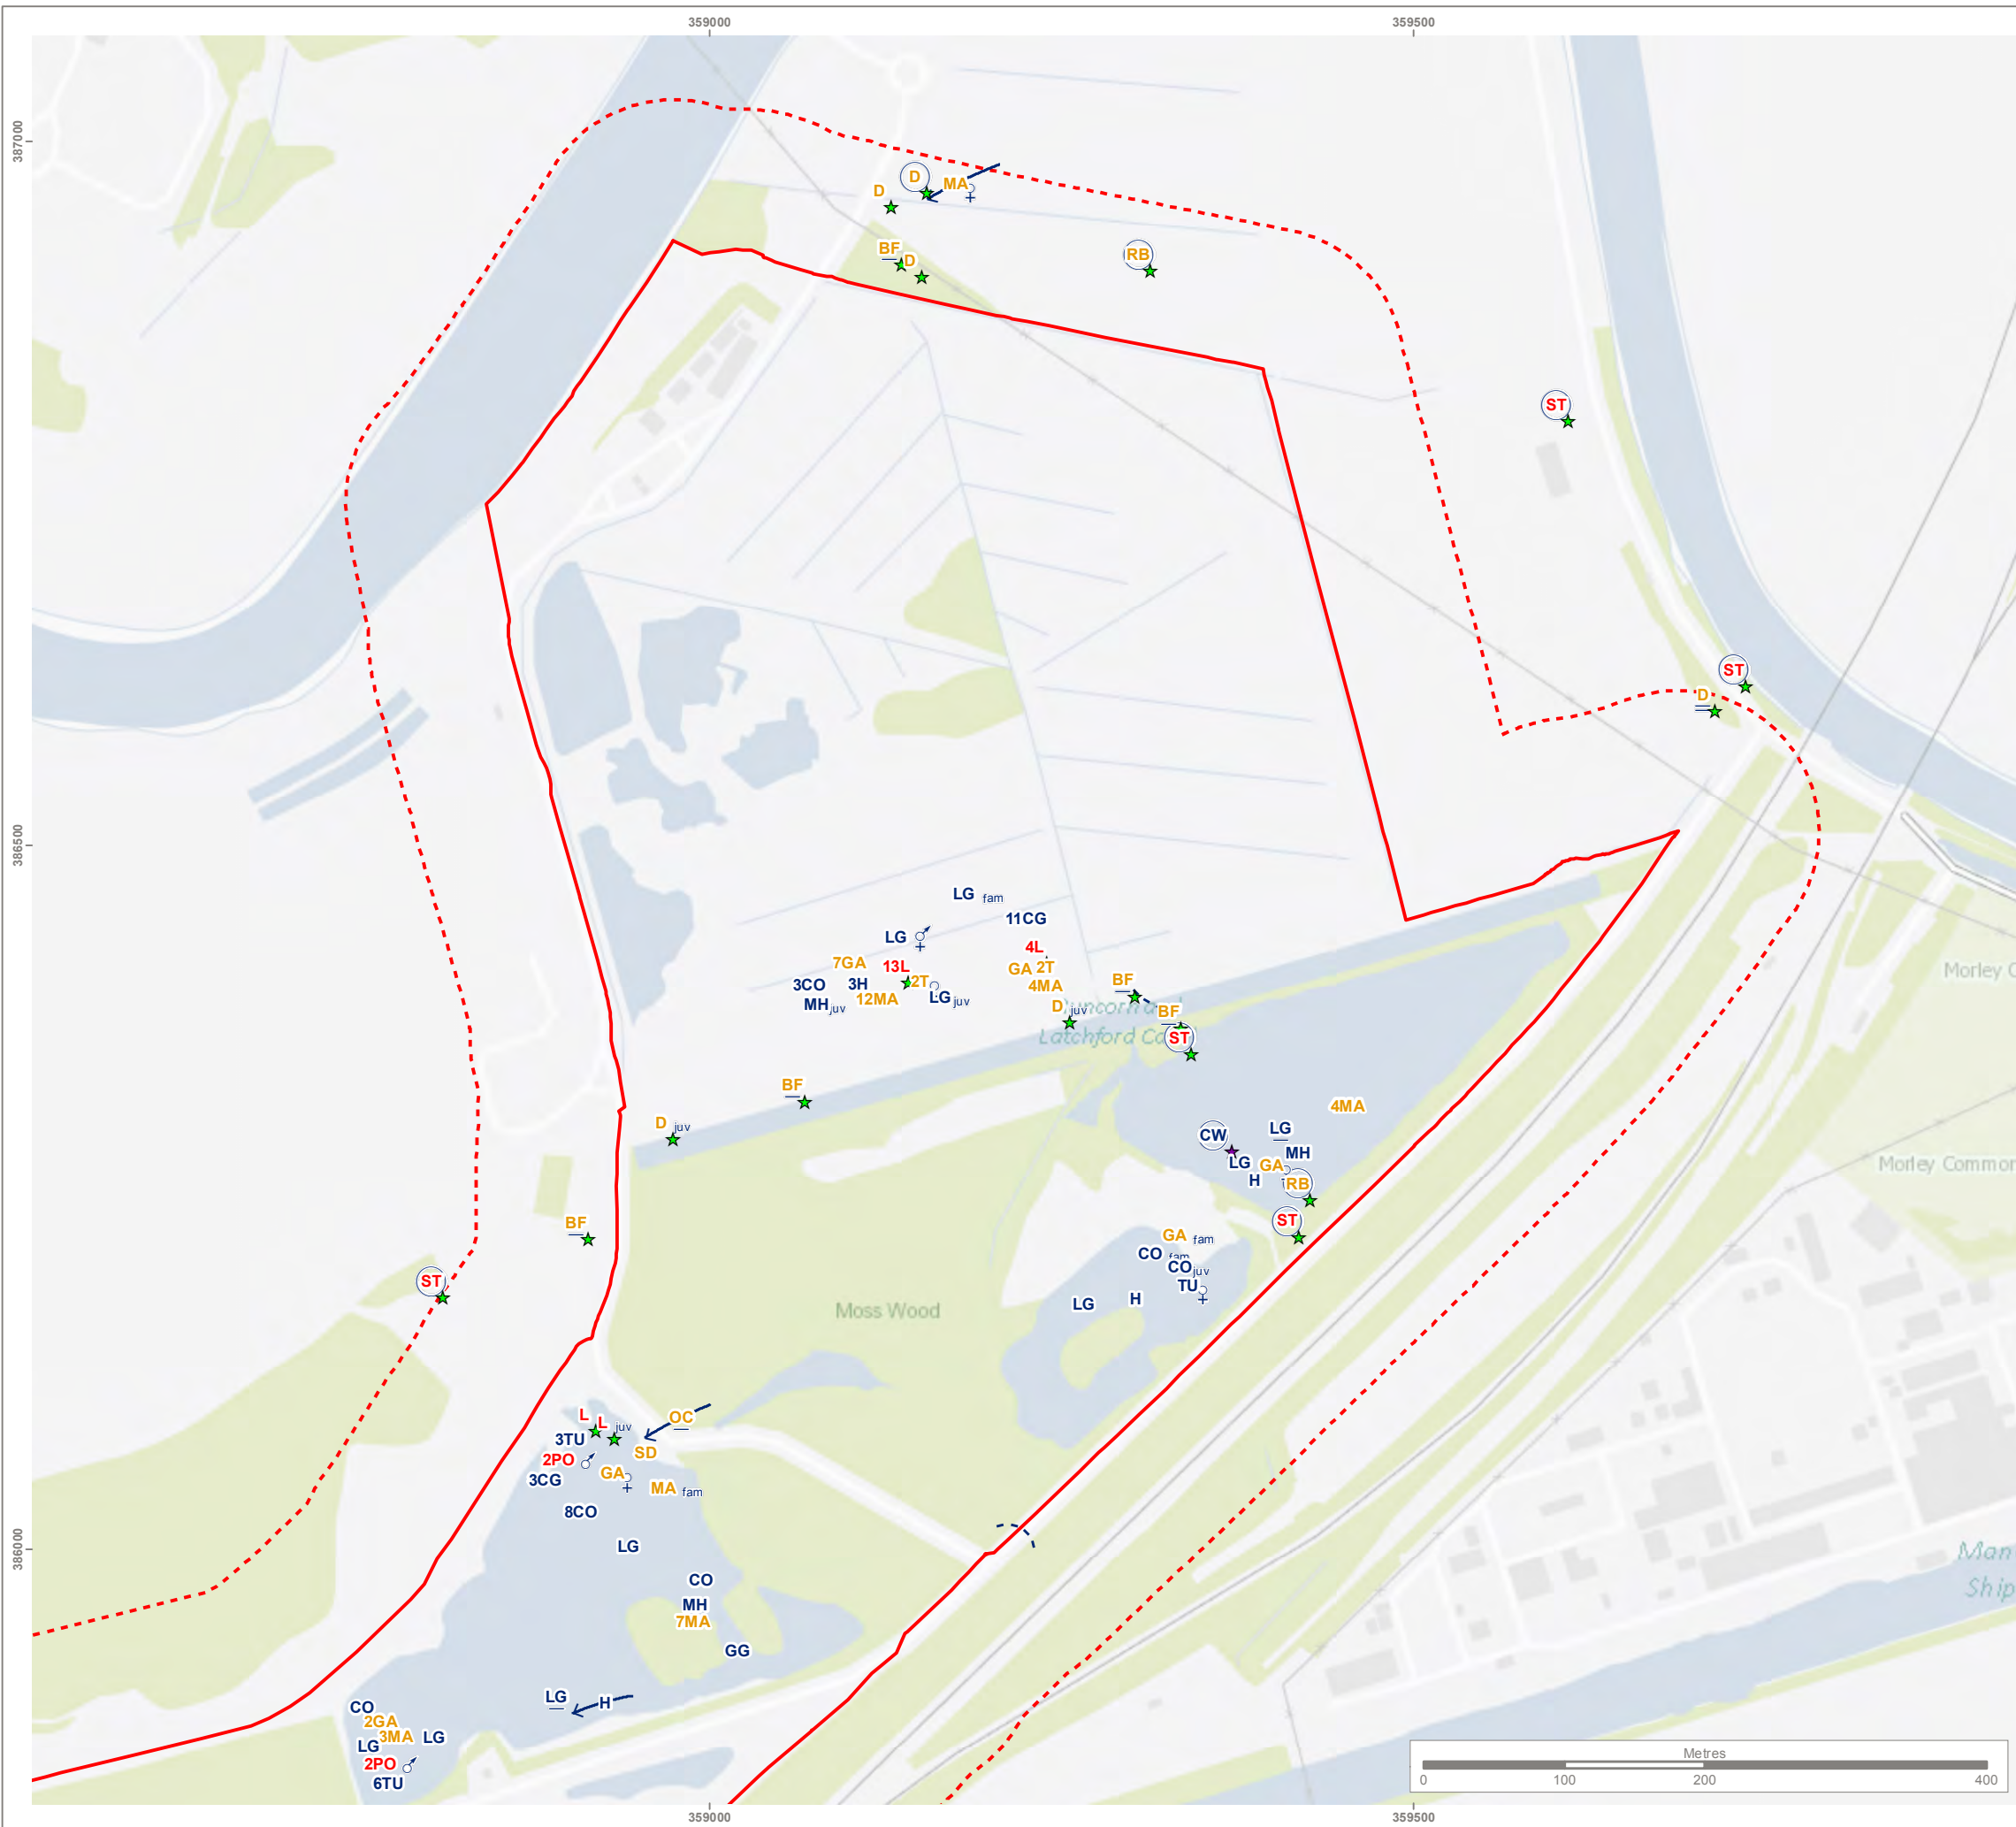 359000 359500
387000
D MA
D
BF
D
RB
ST
ST
D
386500
LG fam
11CG
LG
4L
7GA 13L GA 2T
3CO 3H 2T 4MA
MH juv 12MA LG juv
BF
D juv
BF
Latchford
ST
BF
4MA
D juv
CW LG
MH
LG GA
H RB
ST
BF
GA fam
CO fam
CO juv
TU
ST
LG H
Moss Wood
Morley
Morley Common
L L juv
OC
3TU
SD
2PO
GA
3CG
MA fam
8CO
LG
386000
CO
MH
7MA
GG
LG H
CO
2GA
3MA LG
LG
2PO
6TU
Man
Ship
Metres
0 100 200 400
359000 359500